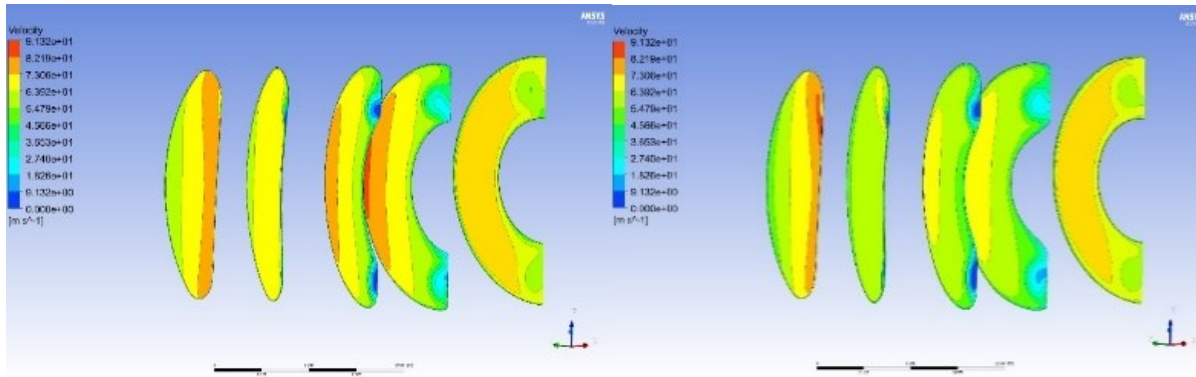 ANSYS
Velocity
9.132e+01
8.219e+01
7.306e+01
6.392e+01
5.479e+01
4.566e+01
3.653e+01
2.740e+01
1.826e+01
9.132e+00
0.000e+00
[m s^-1]
ANSYS
Velocity
9.132e+01
8.219e+01
7.306e+01
6.392e+01
5.479e+01
4.566e+01
3.653e+01
2.740e+01
1.826e+01
9.132e+00
0.000e+00
[m s^-1]